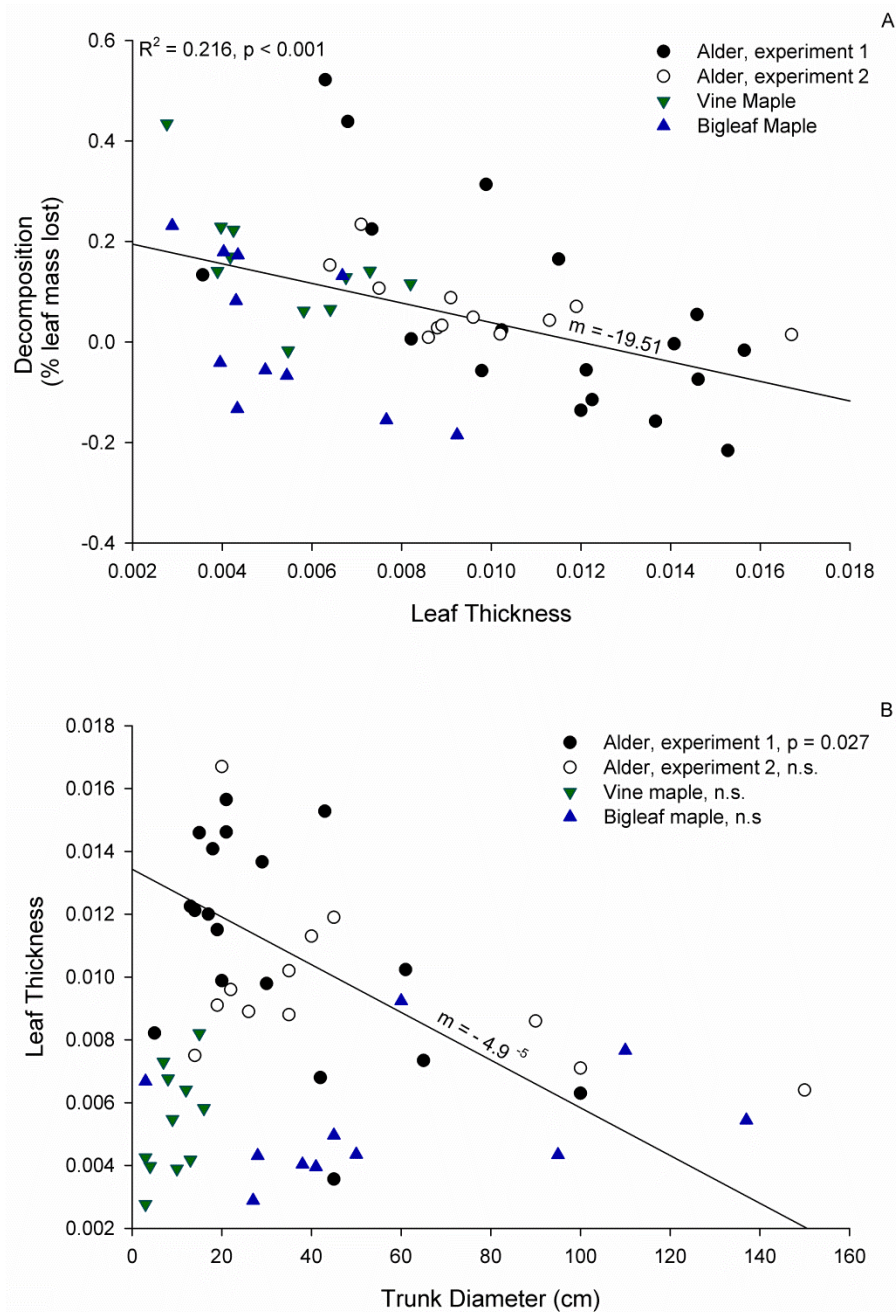 A
R² = 0.216, p < 0.001
Alder, experiment 1
Alder, experiment 2
Vine Maple
Bigleaf Maple
0.6
0.4
0.2
0.0
-0.2
-0.4
Decomposition
(% leaf mass lost)
m = -19.51
0.002 0.004 0.006 0.008 0.010 0.012 0.014 0.016 0.018
Leaf Thickness
B
Alder, experiment 1, p = 0.027
Alder, experiment 2, n.s.
Vine maple, n.s.
Bigleaf maple, n.s
0.018
0.016
0.014
0.012
0.010
0.008
0.006
0.004
0.002
Leaf Thickness
m = - 4.9 ⁻⁵
0 20 40 60 80 100 120 140 160
Trunk Diameter (cm)